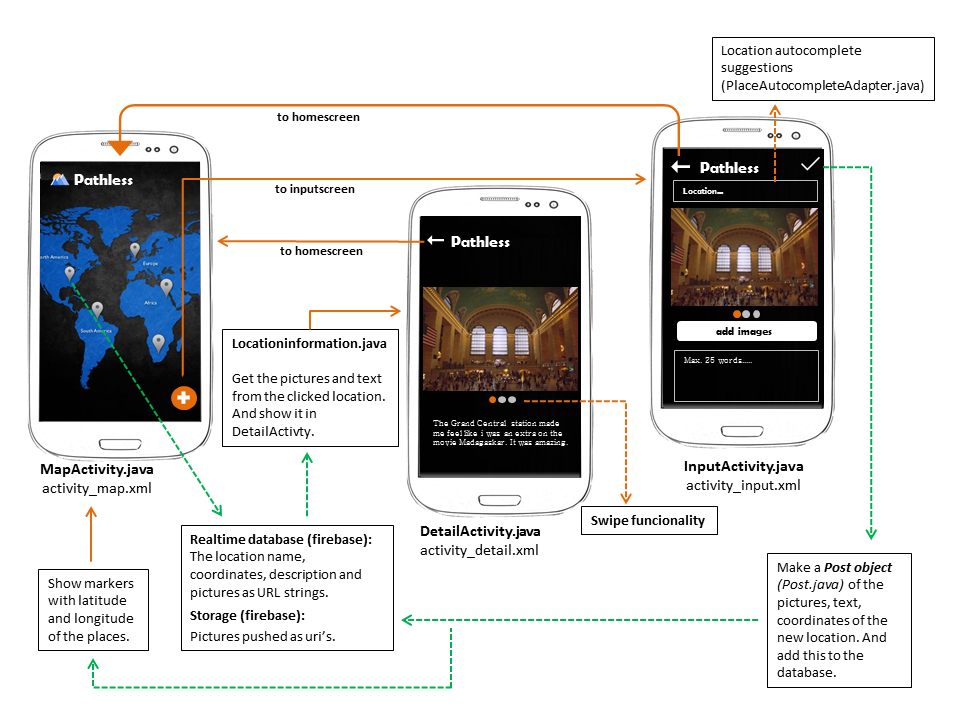 Location autocomplete
suggestions
(PlaceAutocompleteAdapter.java)
to homescreen
Pathless
to inputscreen
Pathless
Location...
to homescreen
Pathless
rth America
Europe
Africa
South America
add images
Max. 25 words.....
Locationinformation.java
Get the pictures and text
from the clicked location.
And show it in
DetailActivty.
The Grand Central station made
me feel like i was an extra on the
movie Madagaskar. It was amazing.
MapActivity.java
activity_map.xml
InputActivity.java
activity_input.xml
DetailActivity.java
activity_detail.xml
Swipe funcionality
Realtime database (firebase):
The location name,
coordinates, description and
pictures as URL strings.
Storage (firebase):
Pictures pushed as uri's.
Show markers
with latitude
and longitude
of the places.
Make a Post object
(Post.java) of the
pictures, text,
coordinates of the
new location. And
add this to the
database.